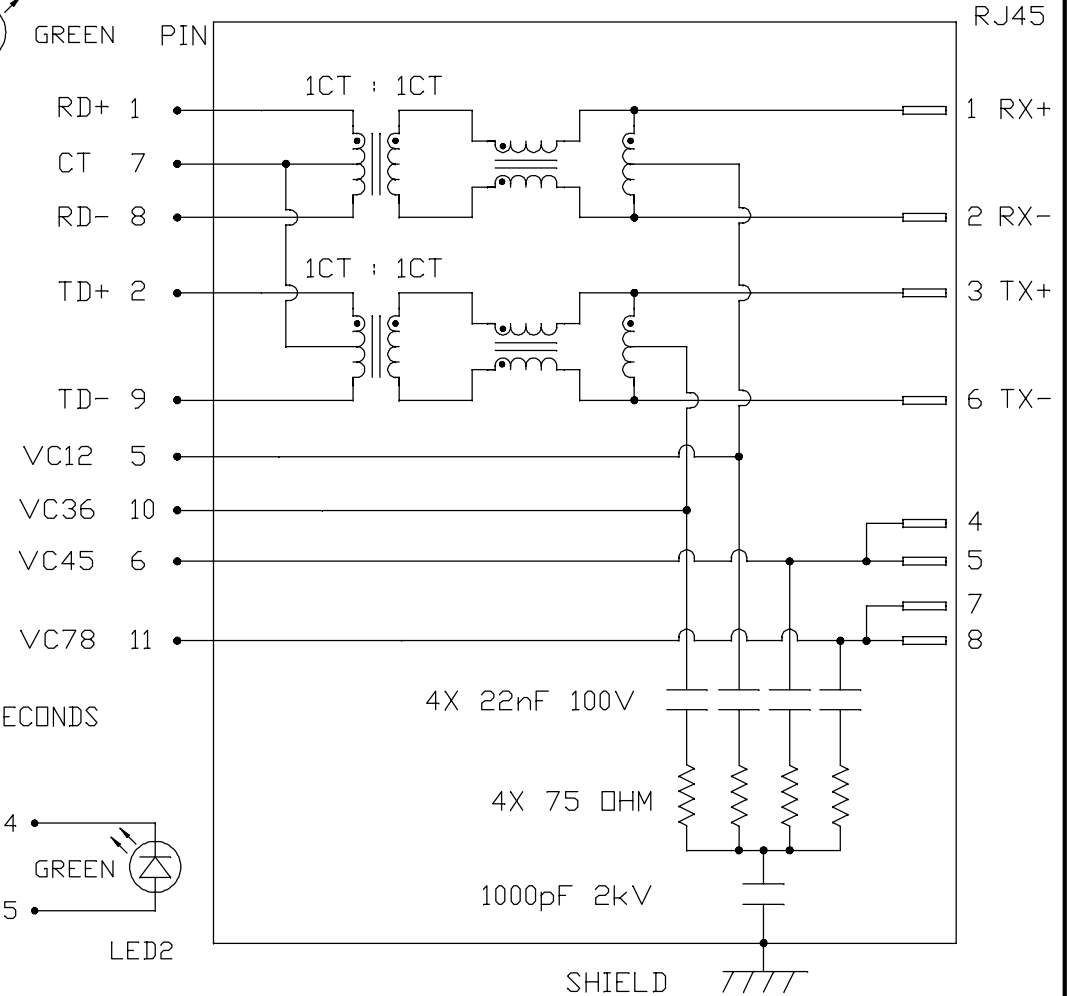 RJ45
GREEN PIN
1CT : 1CT
RD+ 1
1 RX+
CT 7
RD- 8
2 RX-
1CT : 1CT
TD+ 2
3 TX+
TD- 9
6 TX-
VC12 5
VC36 10
4
VC45 6
5
7
VC78 11
8
4X 22nF 100V
ECONDS
4X 75 OHM
4
GREEN
1000pF 2kV
5
LED2
SHIELD